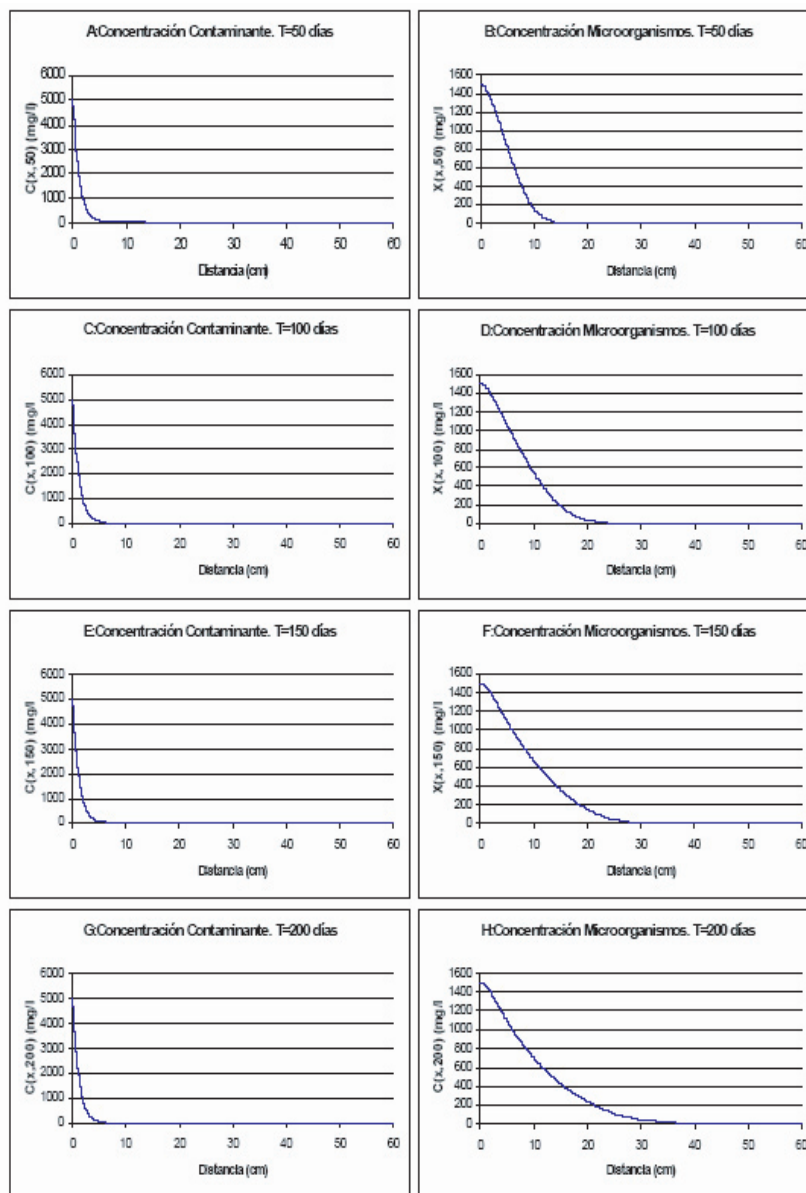 A:Concentración Contaminante. T=50 días
C(x,50) (mg/l)
6000
5000
4000
3000
2000
1000
0
0 10 20 30 40 50 60
Distancia (cm)
B:Concentración Microorganismos. T=50 días
X(x,50) (mg/l)
1600
1400
1200
1000
800
600
400
200
0
0 10 20 30 40 50 60
Distancia (cm)
C:Concentración Contaminante. T=100 días
C(x,100) (mg/l
6000
5000
4000
3000
2000
1000
0
0 10 20 30 40 50 60
Distancia (cm)
D:Concentración MIcroorganismos. T=100 días
X(x,100) (mg/l
1600
1400
1200
1000
800
600
400
200
0
0 10 20 30 40 50 60
Distancia (cm)
E:Concentración Contaminante. T=150 días
C(x,150) (mg/l
6000
5000
4000
3000
2000
1000
0
0 10 20 30 40 50 60
Distancia (cm)
F:Concentración Microorganismos. T=150 días
X(x,150) (mg/l
1600
1400
1200
1000
800
600
400
200
0
0 10 20 30 40 50 60
Distancia (cm)
G:Concentración Contaminante. T=200 días
C(x,200) (mg/l
6000
5000
4000
3000
2000
1000
0
0 10 20 30 40 50 60
Distancia (cm)
H:Concentración Microorganismos. T=200 días
C(x,200) (mg/l
1600
1400
1200
1000
800
600
400
200
0
0 10 20 30 40 50 60
Distancia (cm)